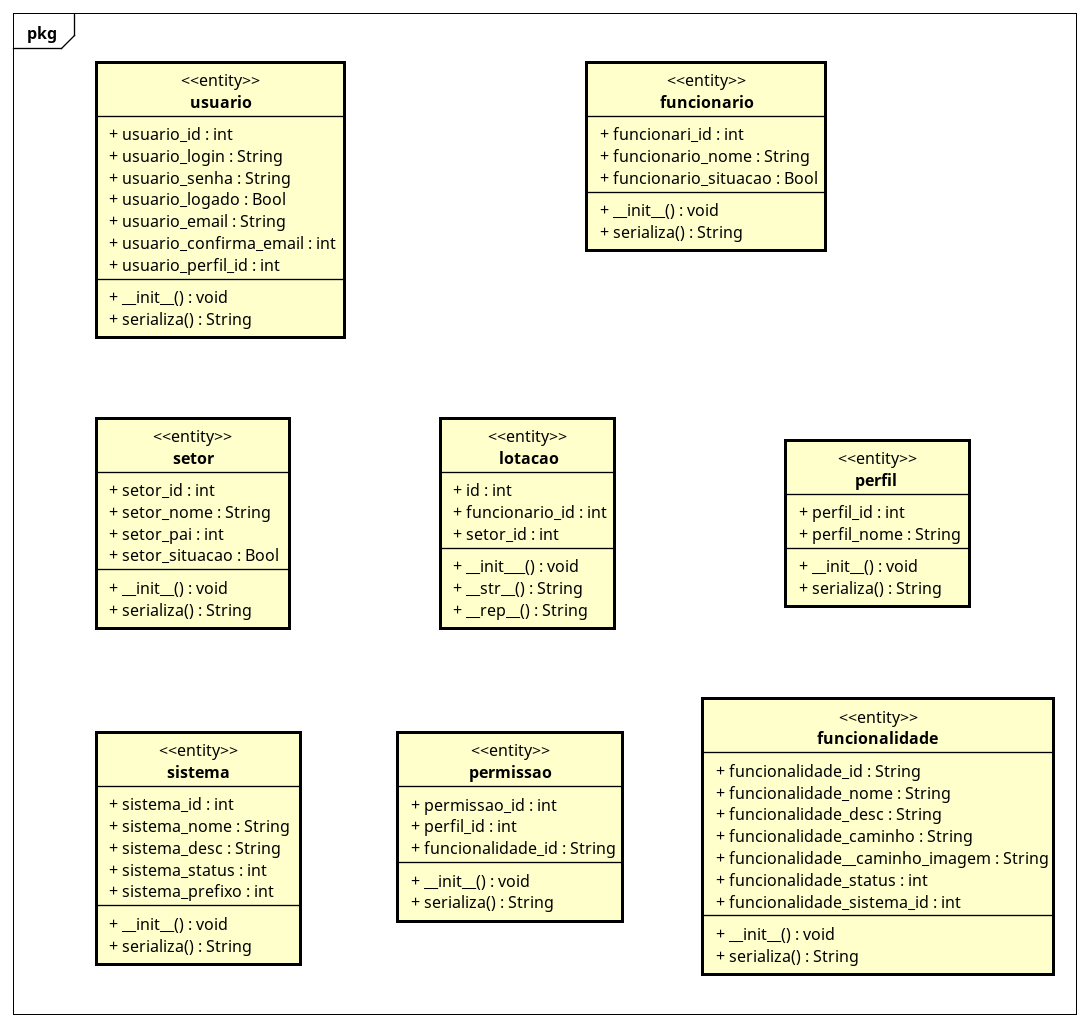 pkg
<<entity>>
usuario
+ usuario_id : int
+ usuario_login : String
+ usuario_senha : String
+ usuario_logado : Bool
+ usuario_email : String
+ usuario_confirma_email : int
+ usuario_perfil_id : int
+ __init__() : void
+ serializa() : String
<<entity>>
funcionario
+ funcionari_id : int
+ funcionario_nome : String
+ funcionario_situacao : Bool
+ __init__() : void
+ serializa() : String
<<entity>>
setor
+ setor_id : int
+ setor_nome : String
+ setor_pai : int
+ setor_situacao : Bool
+ __init__() : void
+ serializa() : String
<<entity>>
lotacao
+ id : int
+ funcionario_id : int
+ setor_id : int
+ __init___() : void
+ __str__() : String
+ __rep__() : String
<<entity>>
perfil
+ perfil_id : int
+ perfil_nome : String
+ __init__() : void
+ serializa() : String
<<entity>>
sistema
+ sistema_id : int
+ sistema_nome : String
+ sistema_desc : String
+ sistema_status : int
+ sistema_prefixo : int
+ __init__() : void
+ serializa() : String
<<entity>>
permissao
+ permissao_id : int
+ perfil_id : int
+ funcionalidade_id : String
+ __init__() : void
+ serializa() : String
<<entity>>
funcionalidade
+ funcionalidade_id : String
+ funcionalidade_nome : String
+ funcionalidade_desc : String
+ funcionalidade_caminho : String
+ funcionalidade__caminho_imagem : String
+ funcionalidade_status : int
+ funcionalidade_sistema_id : int
+ __init__() : void
+ serializa() : String